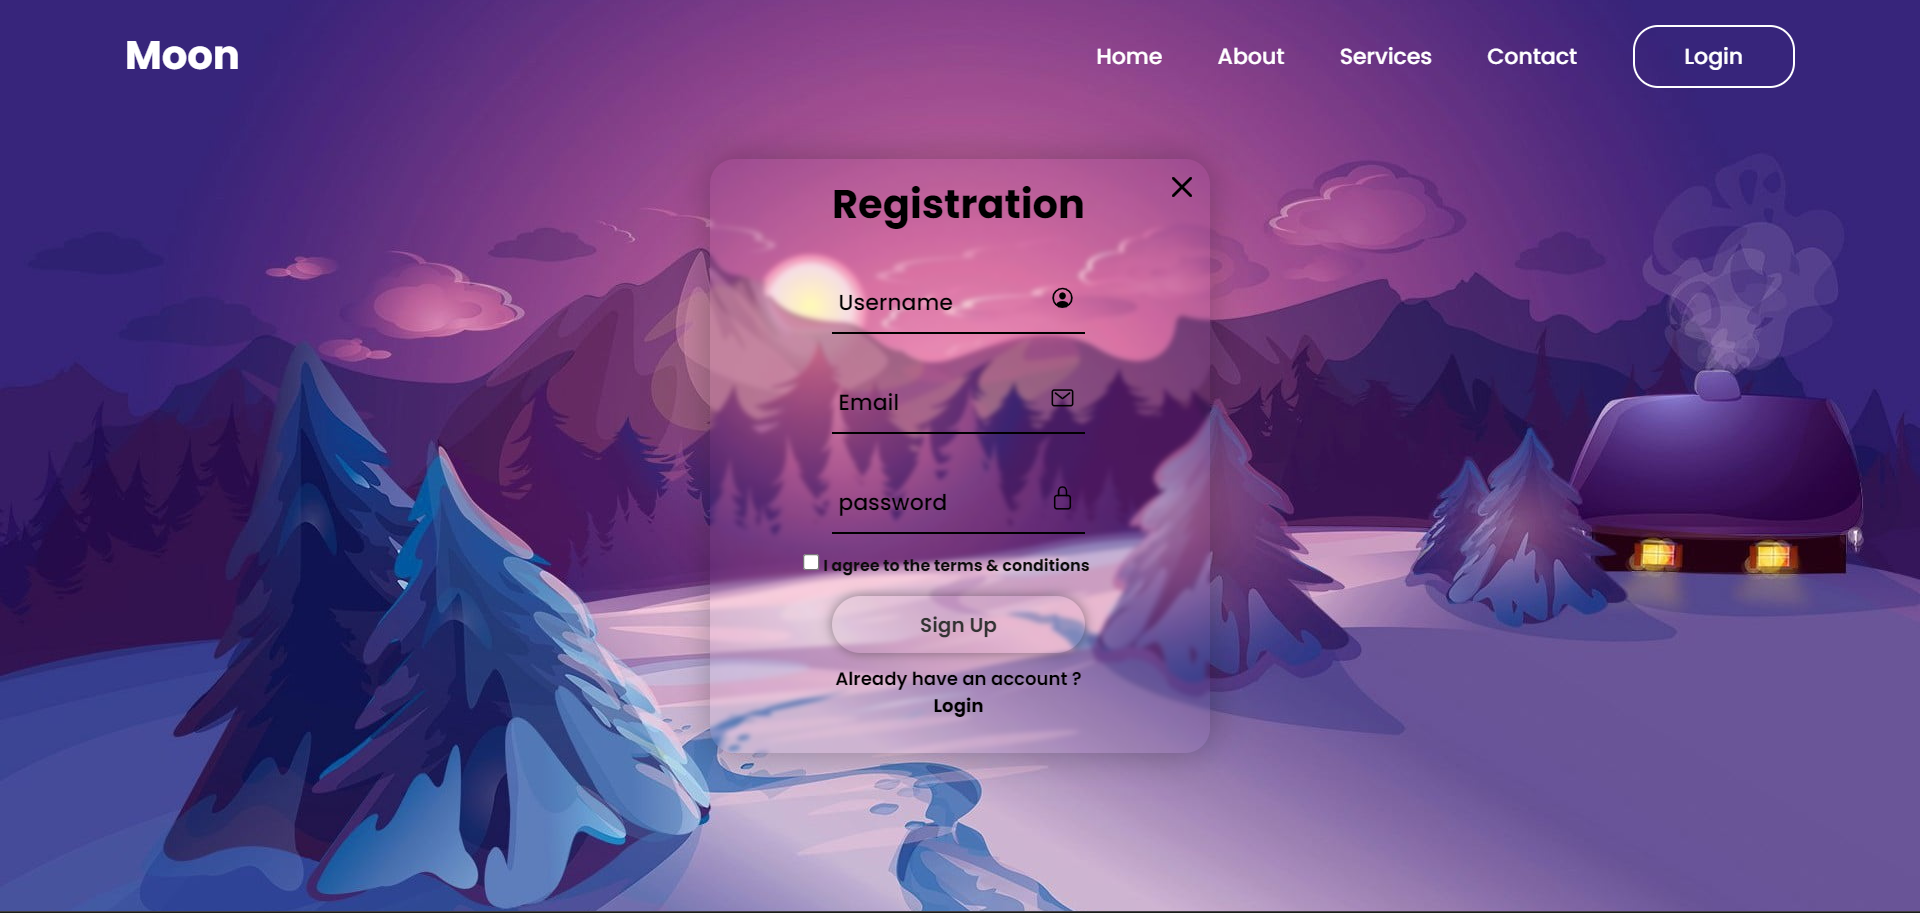 Moon
Home About Services Contact Login
Registration
Username
Email
password
I agree to the terms & conditions
Sign Up
Already have an account ?
Login